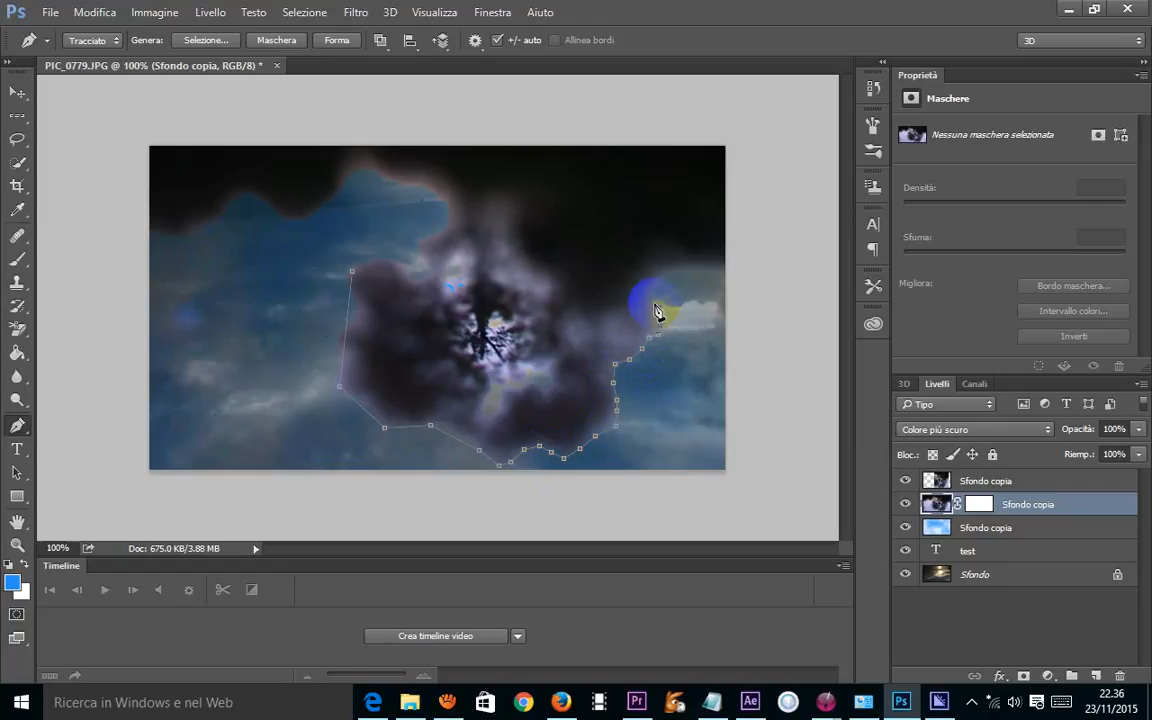 Ps File Modifica Immagine Livello Testo Selezione Filtro 3D Visualizza Finestra Aiuto
Tracciato Genera: Selezione... Maschera Forma +/- auto Allinea bordi 3D
PIC_0779.JPG @ 100% (Sfondo copia, RGB/8) * ×
Proprietà
Maschere
Nessuna maschera selezionata
Densità:
Sfuma:
Migliora: Bordo maschera...
Intervallo colori...
Inverti
3D Livelli Canali
Tipo
Colore più scuro Opacità: 100%
Bloc.: Riemp.: 100%
Sfondo copia
Sfondo copia
Sfondo copia
T test
Sfondo
100% Doc: 675.0 KB/3.88 MB
Timeline
Crea timeline video
Ricerca in Windows e nel Web
Pr Ae Ps
22.36
23/11/2015